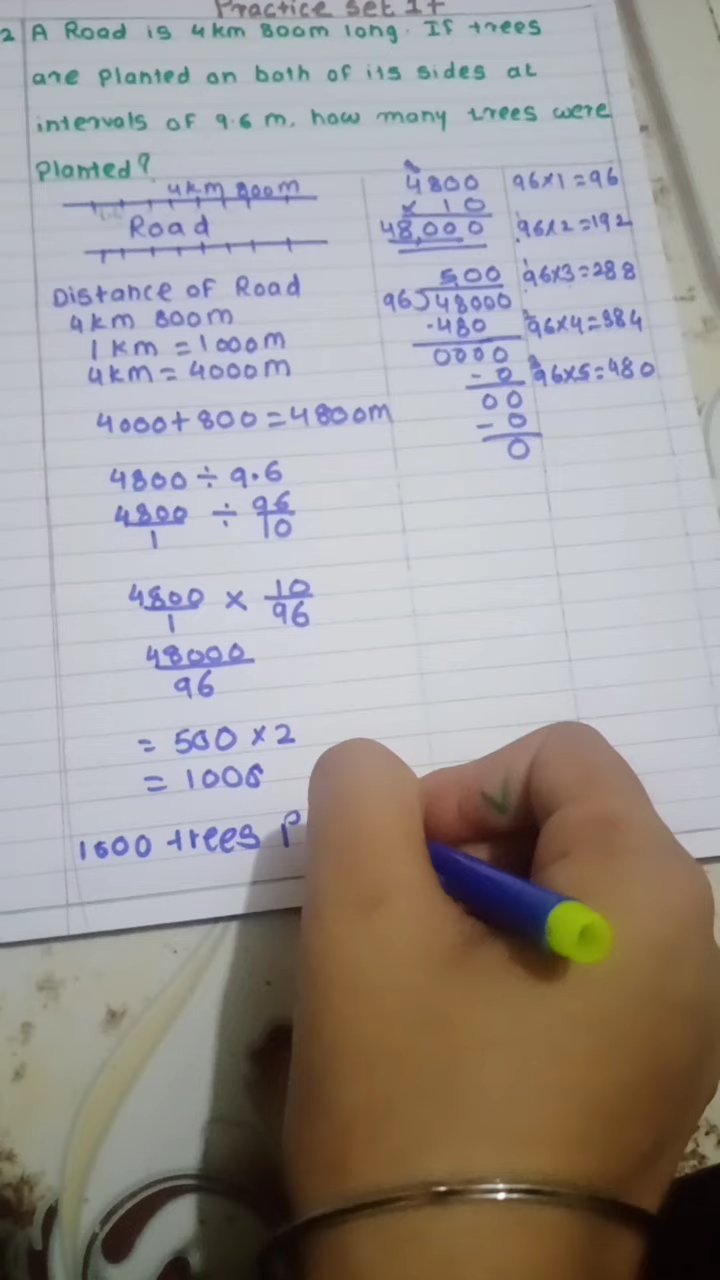 Practice Set 17
2 A Road is 4km 800m long. If trees
are planted on both of its sides at
intervals of 9.6 m, how many trees were
Planted?
4km 800m
Road
Distance of Road
4km 800m
1 Km = 1000m
4km = 4000m
4000 + 800 = 4800m
4800 ÷ 9.6
4800/1 ÷ 96/10
4800/1 × 10/96
48000/96
= 500 × 2
= 1000
1000 trees P
4800
× 10
48,000
500
96)48000
-480
0000
- 0
00
- 0
0
96×1=96
96×2=192
96×3=288
96×4=384
96×5=480